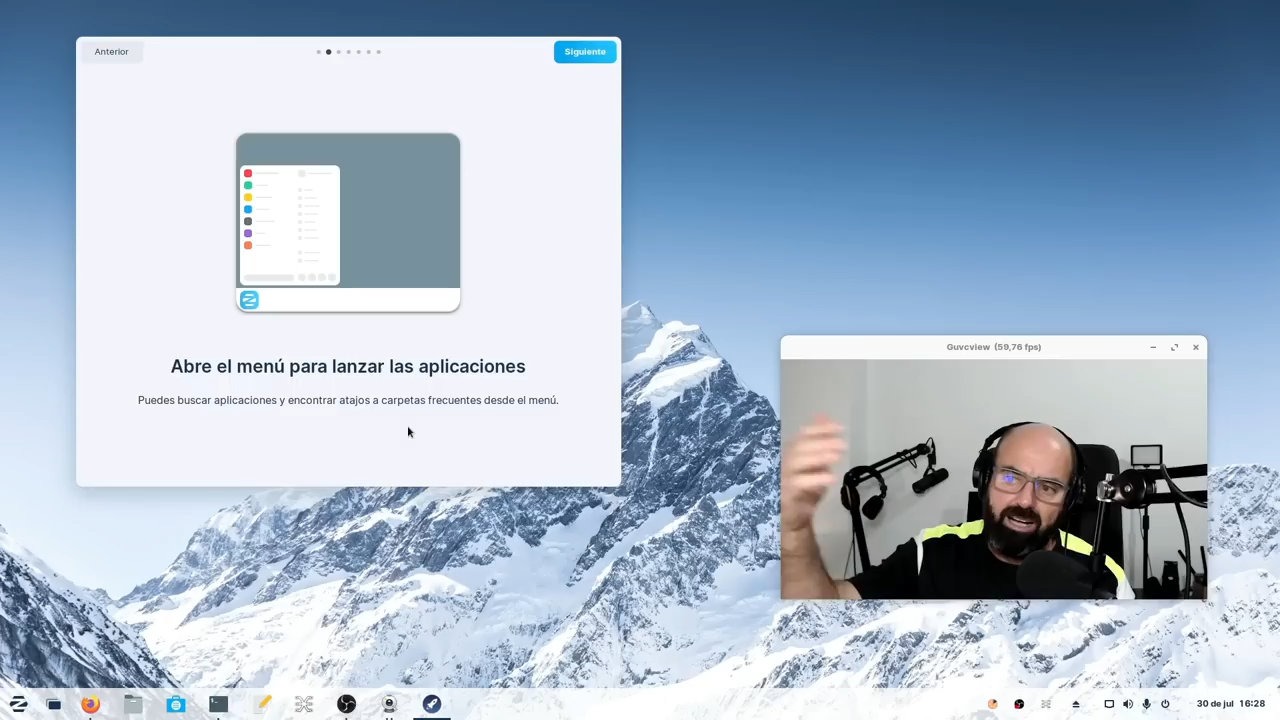 Anterior
Siguiente
Abre el menú para lanzar las aplicaciones
Puedes buscar aplicaciones y encontrar atajos a carpetas frecuentes desde el menú.
Guvcview (59,76 fps)
30 de jul 16:28